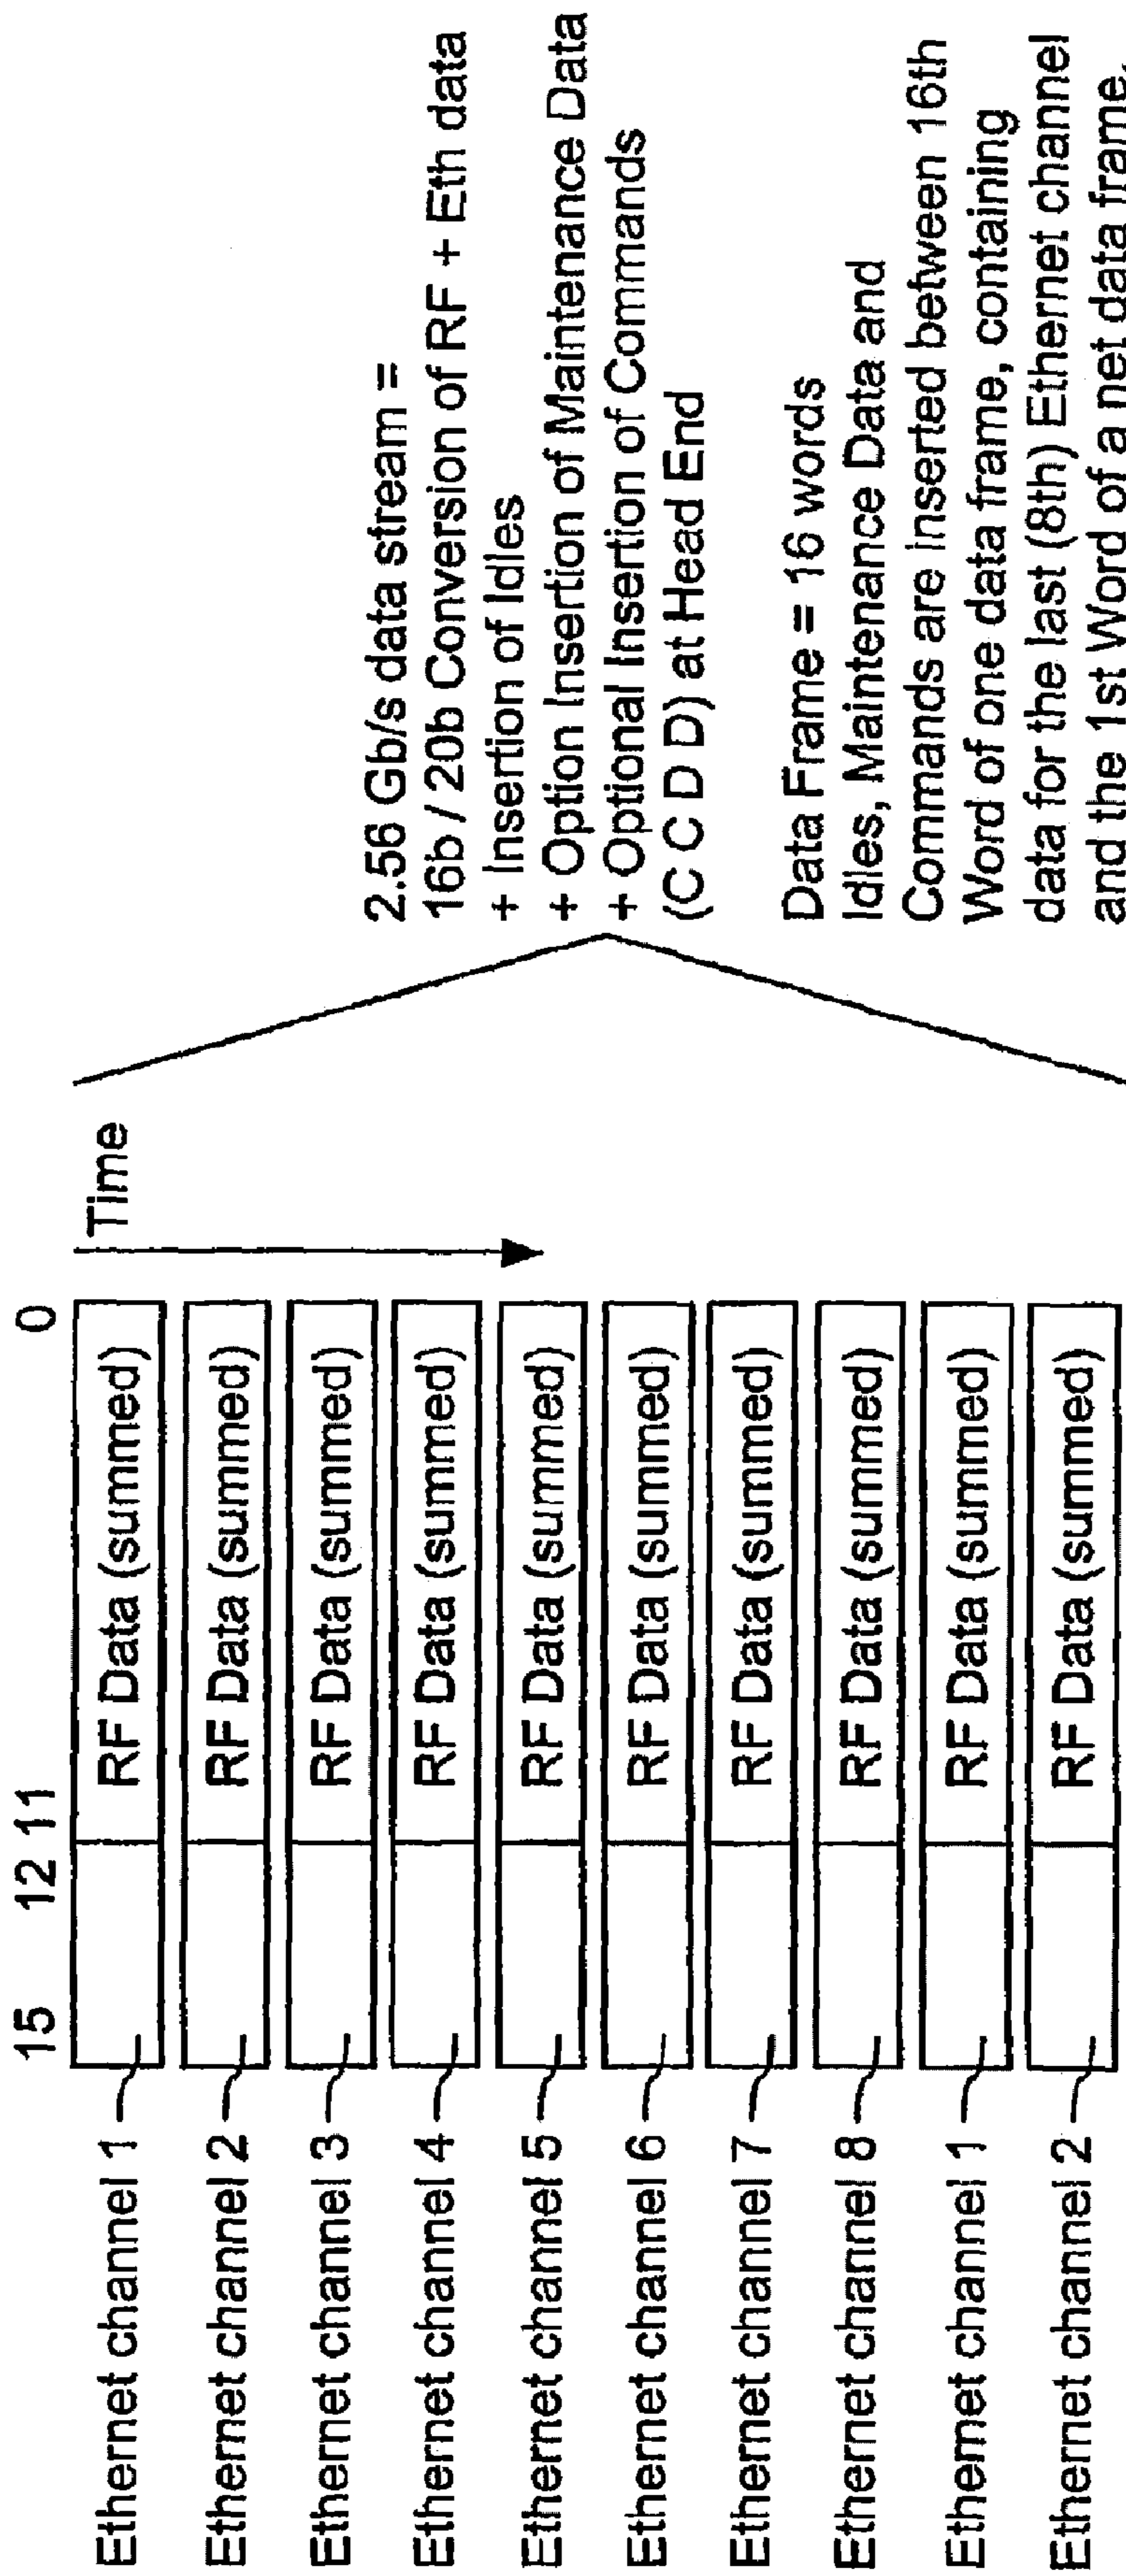 15 12 11 0
Time
Ethernet channel 1 RF Data (summed)
Ethernet channel 2 RF Data (summed)
Ethernet channel 3 RF Data (summed)
Ethernet channel 4 RF Data (summed)
Ethernet channel 5 RF Data (summed)
Ethernet channel 6 RF Data (summed)
Ethernet channel 7 RF Data (summed)
Ethernet channel 8 RF Data (summed)
Ethernet channel 1 RF Data (summed)
Ethernet channel 2 RF Data (summed)
2.56 Gb/s data stream =
16b / 20b Conversion of RF + Eth data
+ Insertion of Idles
+ Option Insertion of Maintenance Data
+ Optional Insertion of Commands
(C C D D) at Head End
Data Frame = 16 words
Idles, Maintenance Data and
Commands are inserted between 16th
Word of one data frame, containing
data for the last (8th) Ethernet channel
and the 1st Word of a net data frame,